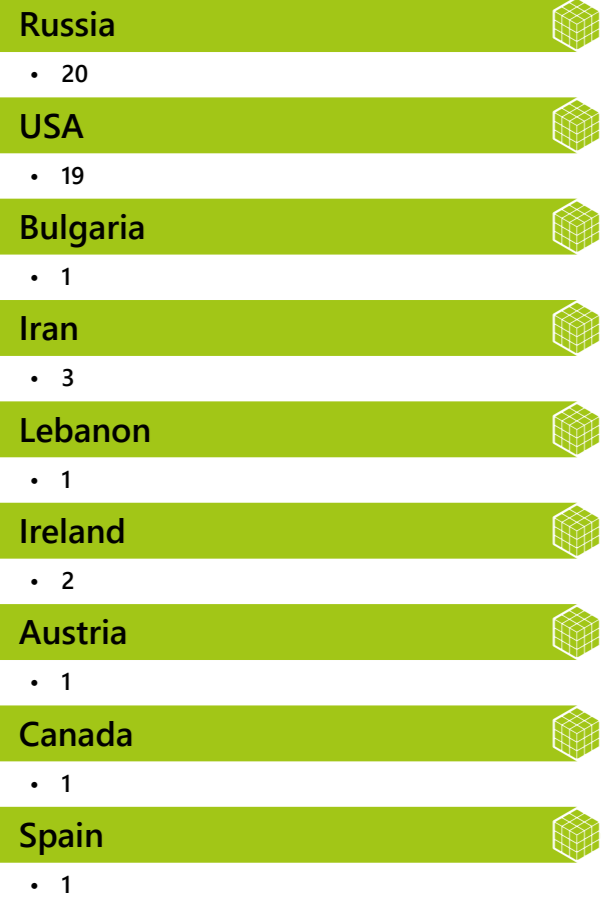 Russia
• 20
USA
• 19
Bulgaria
• 1
Iran
• 3
Lebanon
• 1
Ireland
• 2
Austria
• 1
Canada
• 1
Spain
• 1